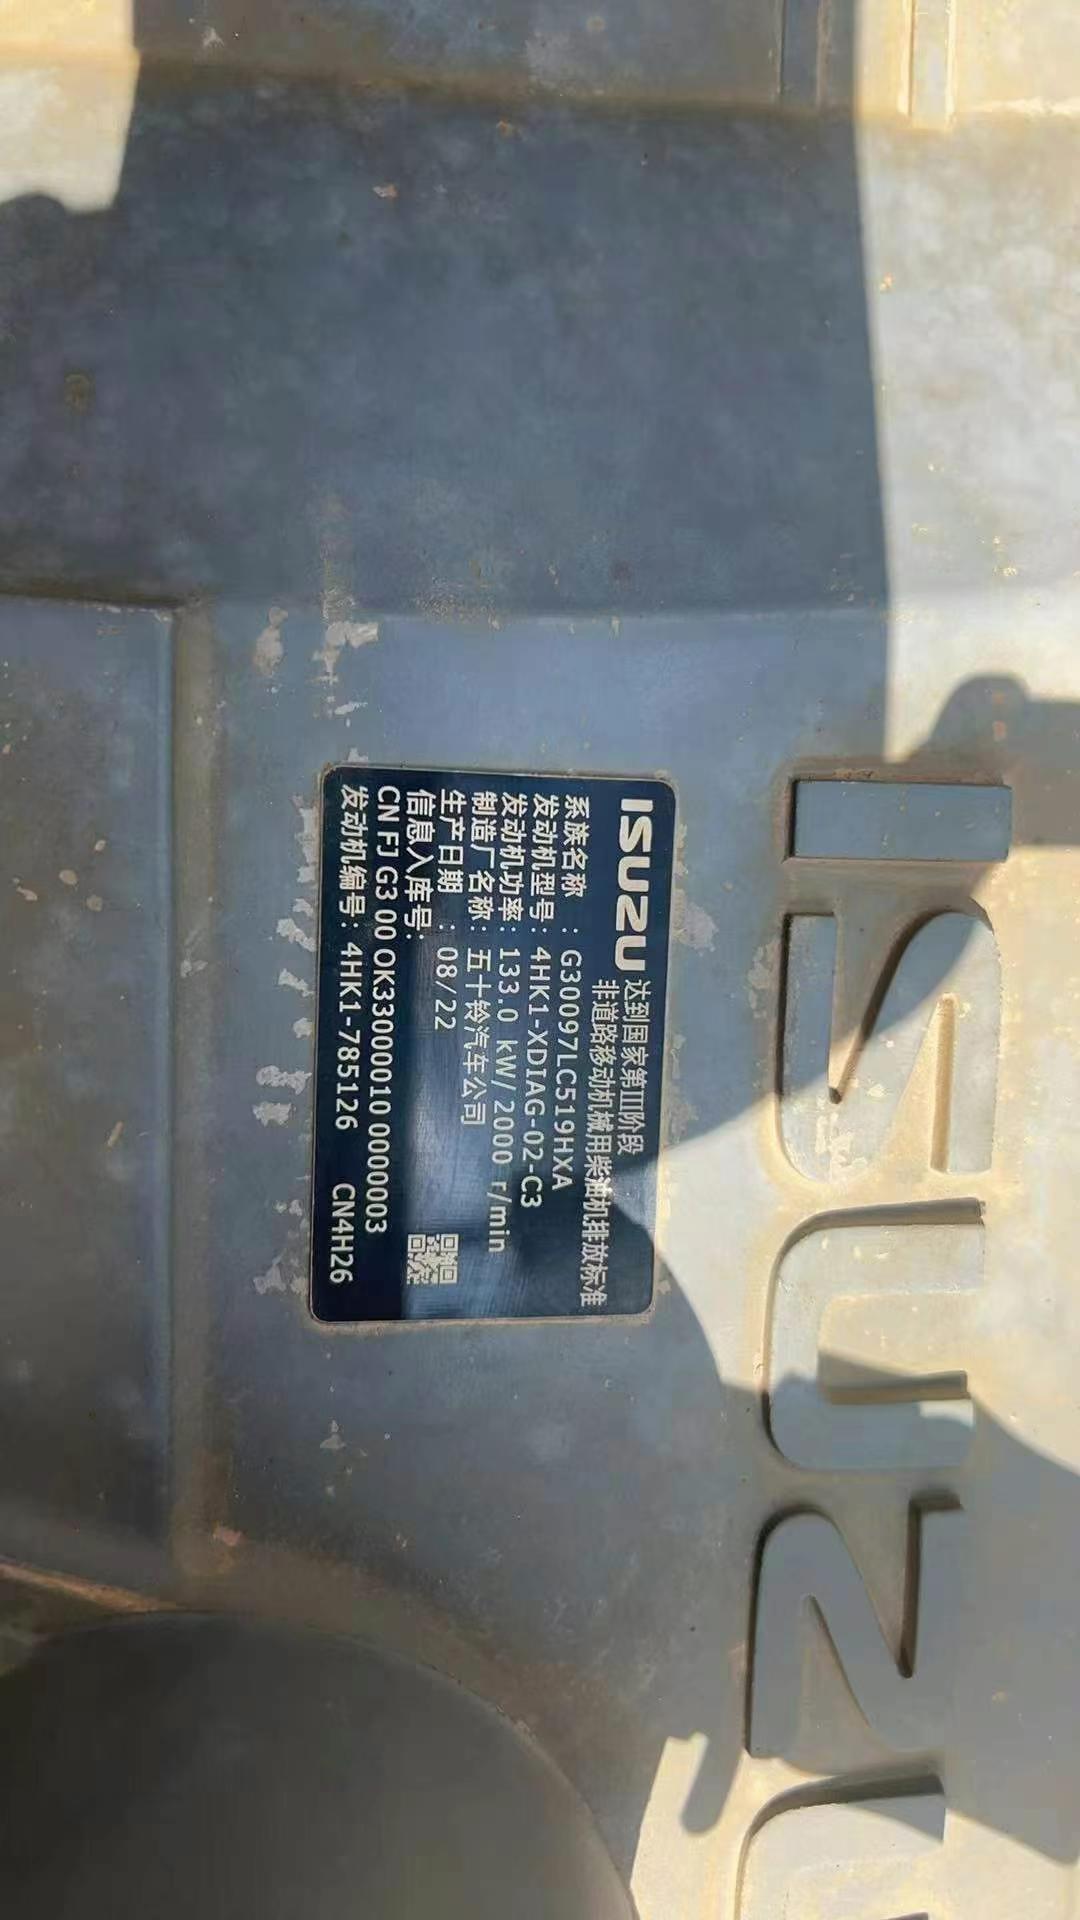 ISUZU
达到国家第III阶段
非道路移动机械用柴油机排放标准
系族名称 : G30097LC519HXA
发动机型号: 4HK1-XDIAG-02-C3
发动机功率: 133.0 kW/2000 r/min
制造厂名称: 五十铃汽车公司
生产日期 : 08/22
信息入库号:
CN FJ G3 00 0K33000010 0000003
发动机编号: 4HK1-785126 CN4H26
ISUZU